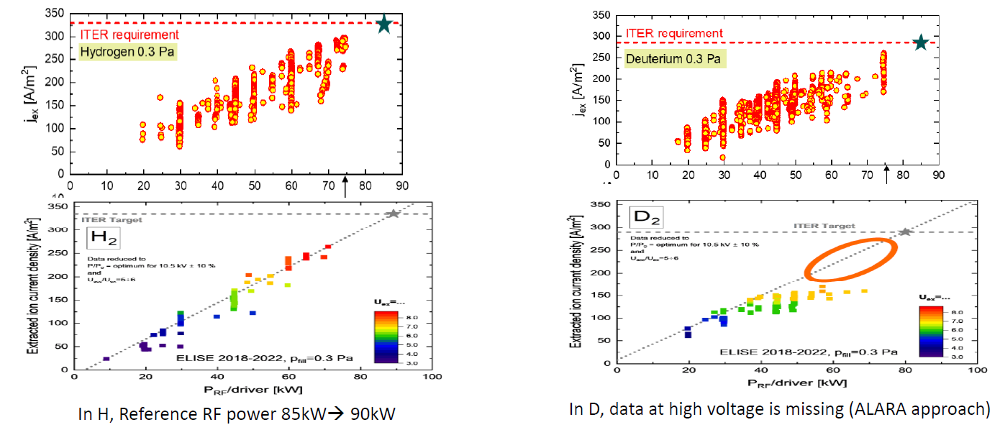 350
300
250
200
150
100
50
0
j_ex [A/m²]
ITER requirement
Hydrogen 0.3 Pa
0 10 20 30 40 50 60 70 80 90
350
300
250
200
150
100
50
0
j_ex [A/m²]
ITER requirement
Deuterium 0.3 Pa
0 10 20 30 40 50 60 70 80 90
350
300
250
200
150
100
50
0
Extracted ion current density [A/m²]
ITER Target
H₂
Data reduced to
P/P₀ = optimum for 10.5 kV ± 10 %
and
U_acc/U_ex=5÷6
U_ex=...
8.0
7.0
6.0
5.0
4.0
3.0
ELISE 2018-2022, p_fill=0.3 Pa
0 20 40 60 80 100
P_RF/driver [kW]
In H, Reference RF power 85kW→ 90kW
350
300
250
200
150
100
50
0
Extracted ion current density [A/m²]
D₂
ITER Target
Data reduced to
P/P₀ = optimum for 10.5 kV ± 10 %
and
U_acc/U_ex=5÷6
U_ex=...
8.0
7.0
6.0
5.0
4.0
3.0
ELISE 2018-2022, p_fill=0.3 Pa
0 20 40 60 80 100
P_RF/driver [kW]
In D, data at high voltage is missing (ALARA approach)